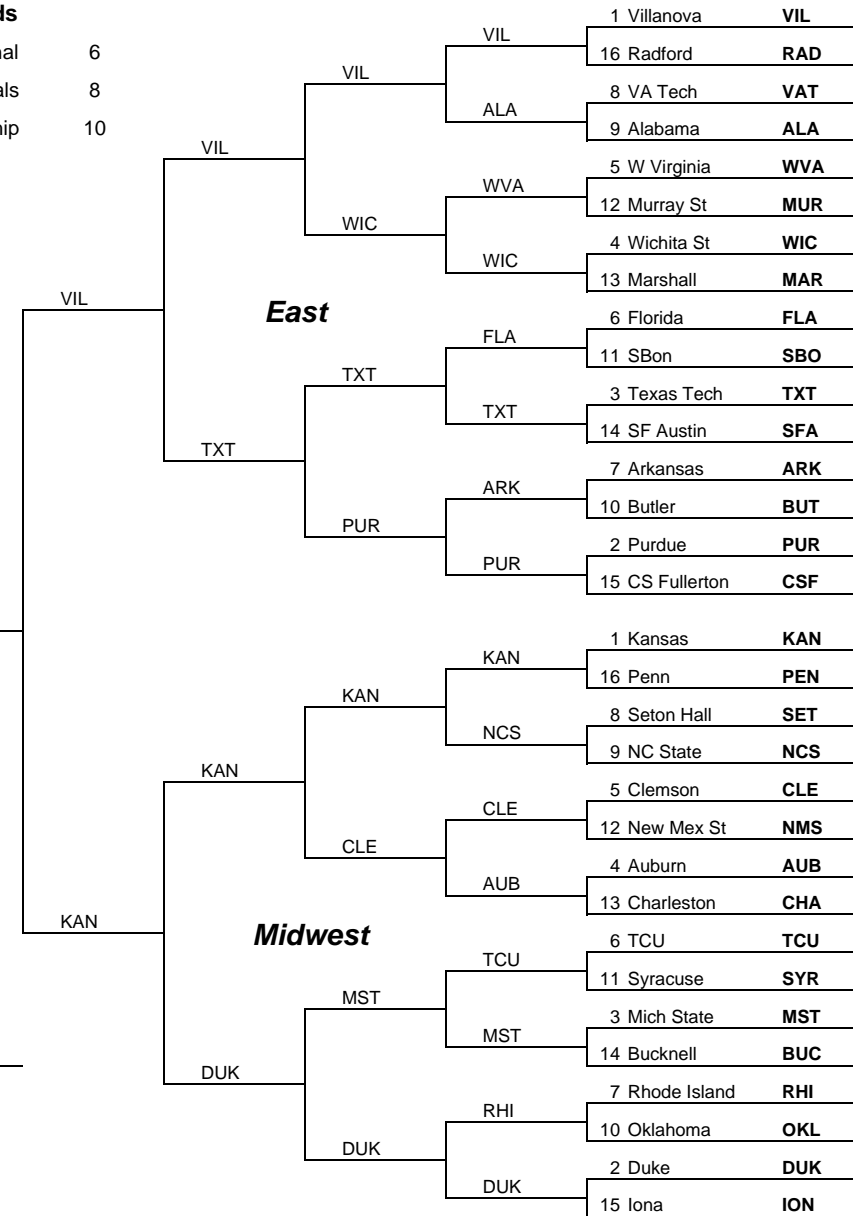 ds
nal 6
als 8
hip 10
1 Villanova VIL
VIL
16 Radford RAD
VIL
8 VA Tech VAT
ALA
9 Alabama ALA
VIL
5 W Virginia WVA
WVA
12 Murray St MUR
WIC
4 Wichita St WIC
WIC
13 Marshall MAR
VIL
East
6 Florida FLA
FLA
11 SBon SBO
TXT
3 Texas Tech TXT
TXT
14 SF Austin SFA
TXT
7 Arkansas ARK
ARK
10 Butler BUT
PUR
2 Purdue PUR
PUR
15 CS Fullerton CSF
1 Kansas KAN
KAN
16 Penn PEN
KAN
8 Seton Hall SET
NCS
9 NC State NCS
KAN
5 Clemson CLE
CLE
12 New Mex St NMS
CLE
4 Auburn AUB
AUB
13 Charleston CHA
KAN
Midwest
6 TCU TCU
TCU
11 Syracuse SYR
MST
3 Mich State MST
MST
14 Bucknell BUC
DUK
7 Rhode Island RHI
RHI
10 Oklahoma OKL
DUK
2 Duke DUK
DUK
15 Iona ION